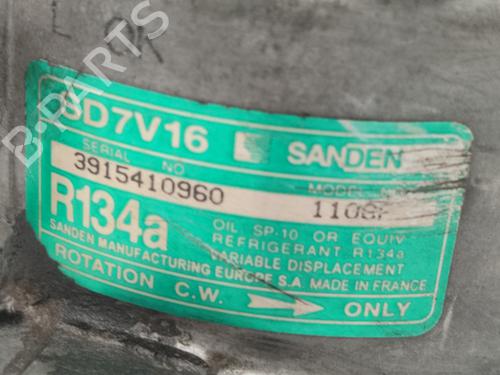 OK
B-PARTS
SD7V16 SANDEN
SERIAL NO
3915410960
R134a
OIL SP-10 OR EQUIV
REFRIGERANT R134a
VARIABLE DISPLACEMENT
SANDEN MANUFACTURING EUROPE S.A MADE IN FRANCE
ROTATION C.W. ONLY